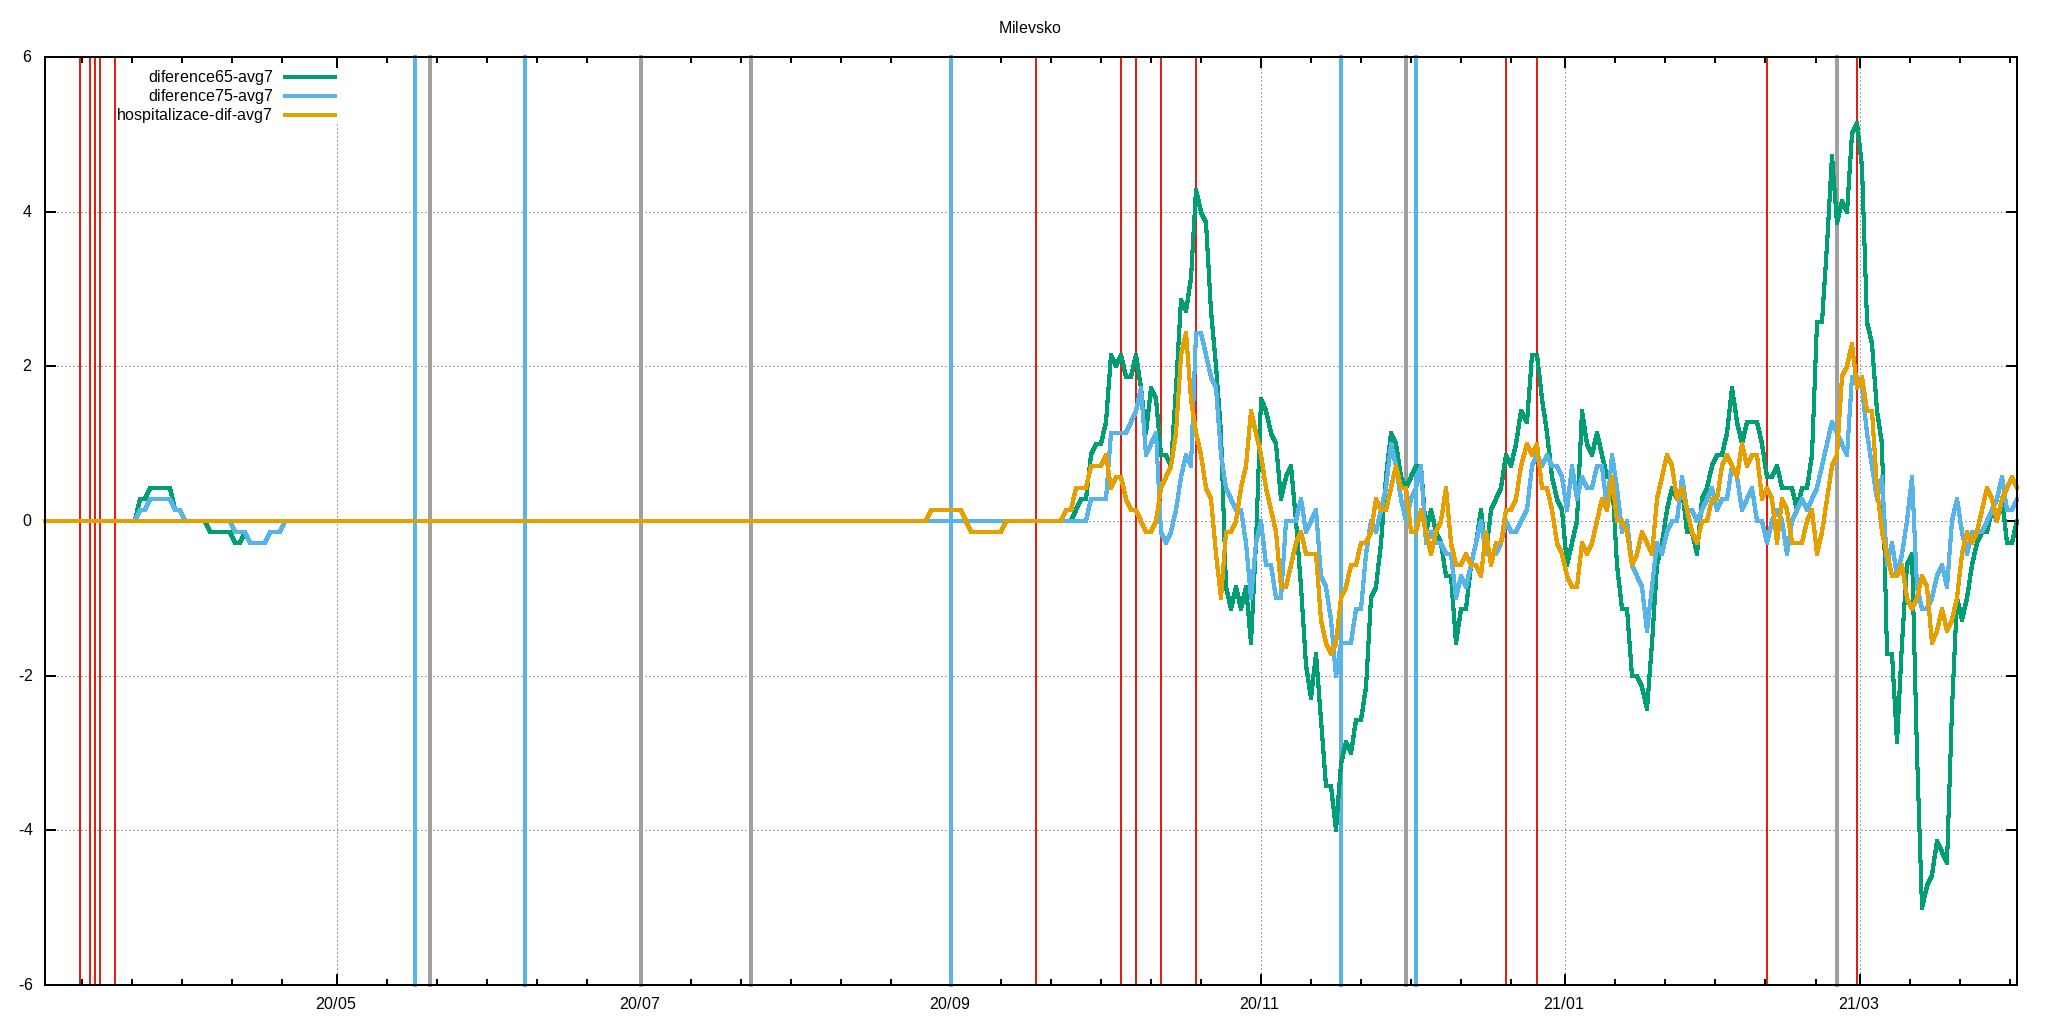 Milevsko
diference65-avg7
diference75-avg7
hospitalizace-dif-avg7
6
4
2
0
-2
-4
-6
20/05 20/07 20/09 20/11 21/01 21/03